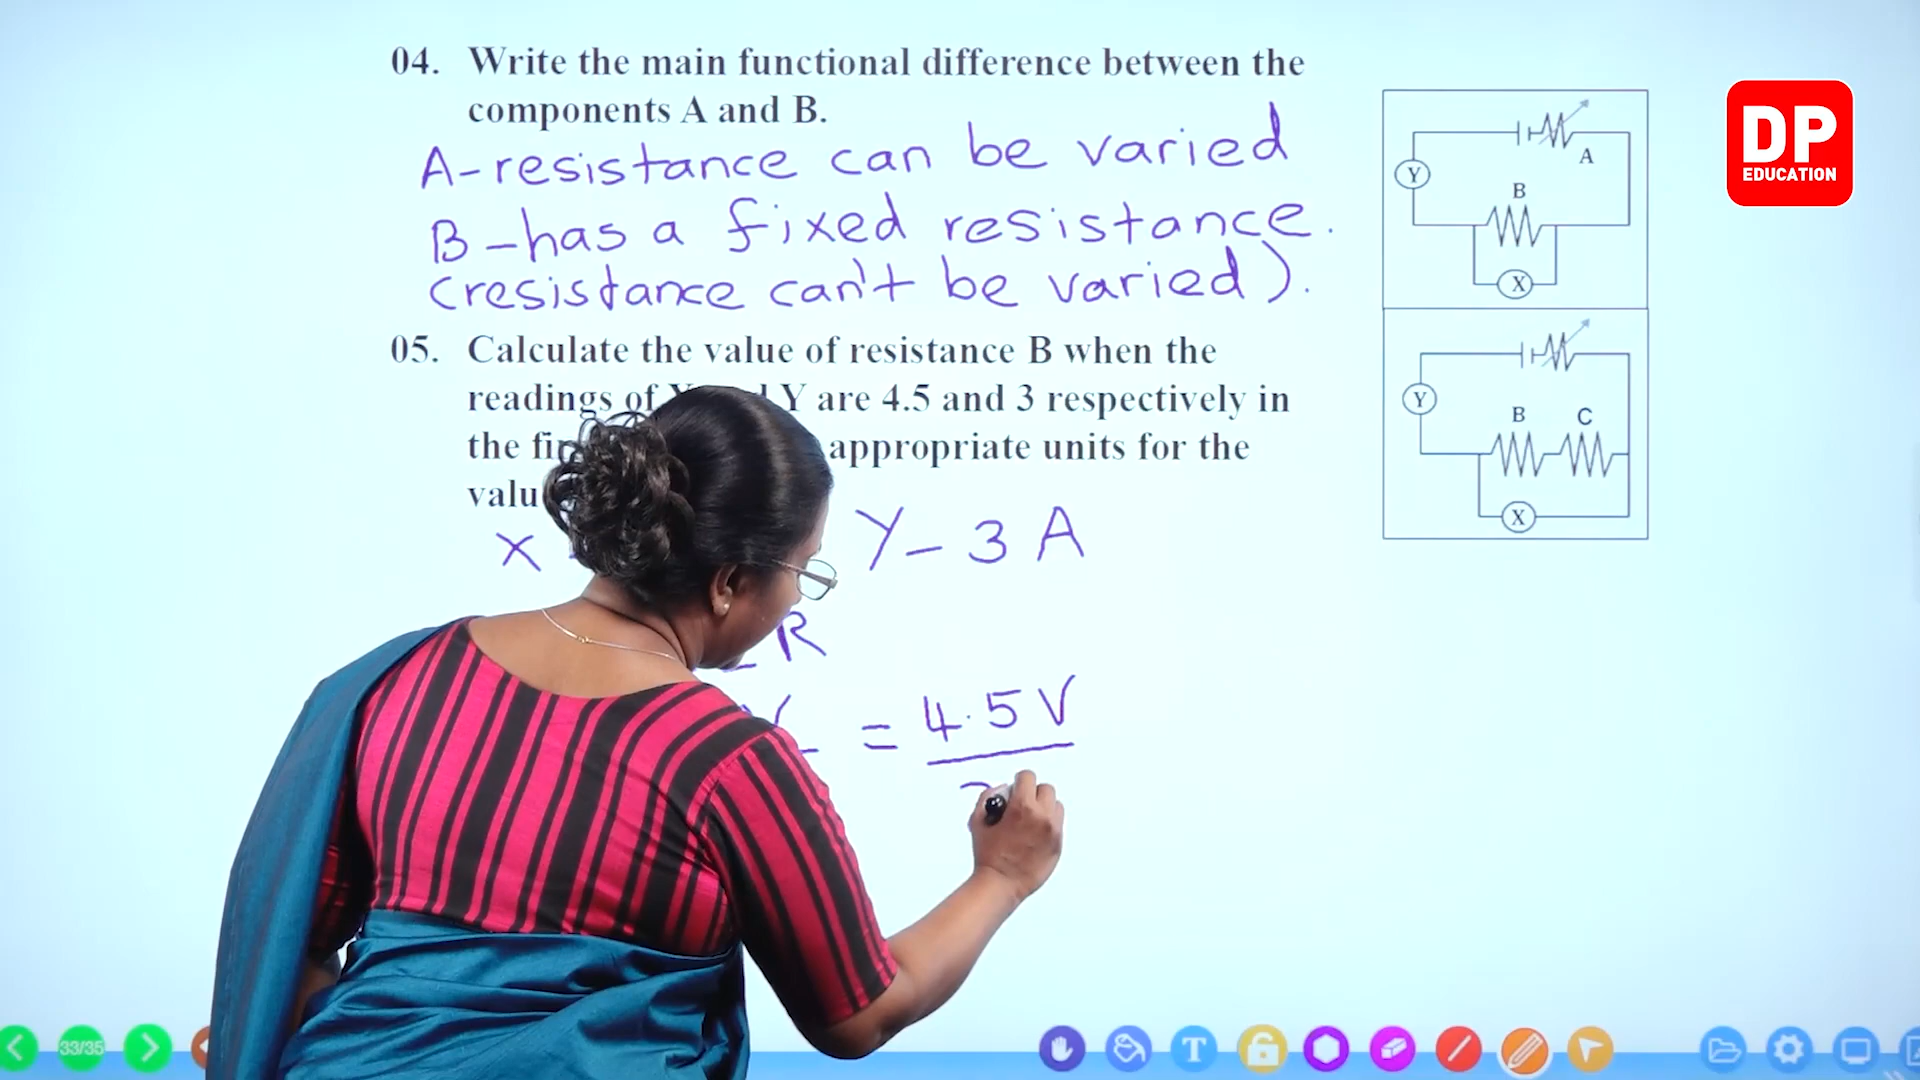 04. Write the main functional difference between the
components A and B.
A-resistance can be varied
B-has a fixed resistance.
(resistance can't be varied).
05. Calculate the value of resistance B when the
readings of Y are 4.5 and 3 respectively in
the appropriate units for the
X Y-3 A
R
= 4.5 V
A
Y
B
X
Y
B C
X
DP
EDUCATION
33/35
T